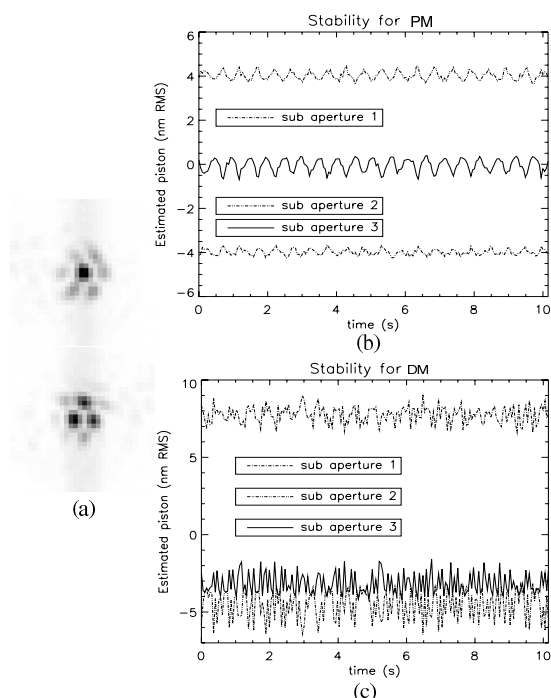 Stability for PM
6
4
2
0
-2
-4
-6
Estimated piston (nm RMS)
sub aperture 1
sub aperture 2
sub aperture 3
0 2 4 6 8 10
time (s)
(b)
(a)
Stability for DM
10
5
0
-5
Estimated piston (nm RMS)
sub aperture 1
sub aperture 2
sub aperture 3
0 2 4 6 8 10
time (s)
(c)